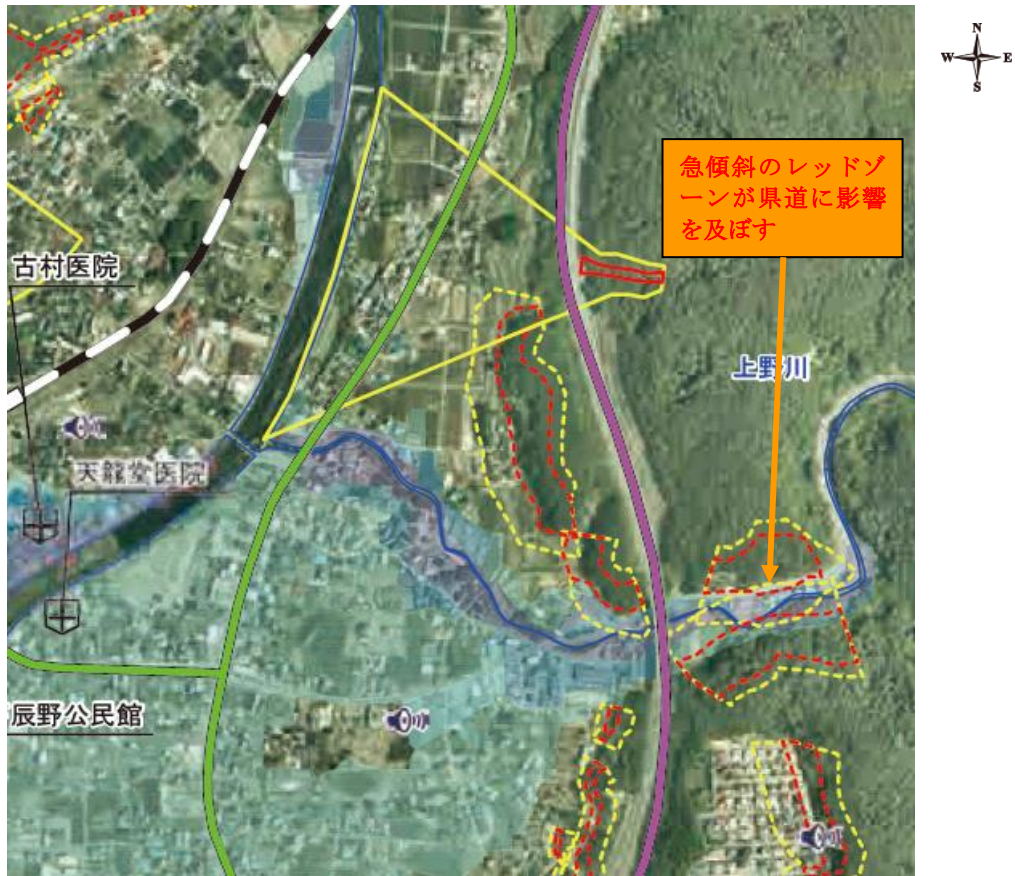 N
W E
S
急傾斜のレッドゾ
ーンが県道に影響
を及ぼす
古村医院
上野川
天龍堂医院
辰野公民館